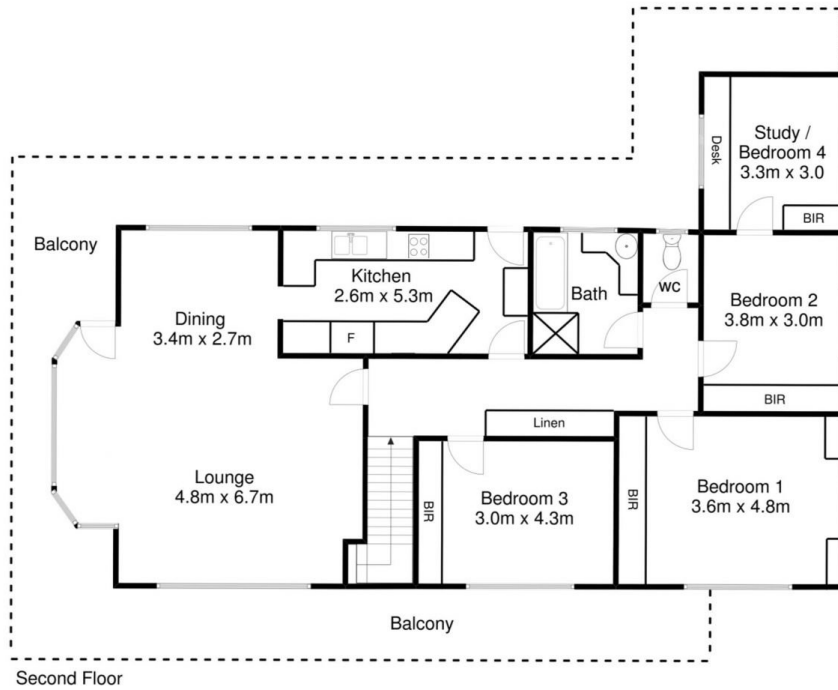 Study /
Bedroom 4
3.3m x 3.0
Desk
BIR
Balcony
Kitchen
2.6m x 5.3m
F
Bath
WC
Bedroom 2
3.8m x 3.0m
BIR
Dining
3.4m x 2.7m
Linen
Lounge
4.8m x 6.7m
BIR
Bedroom 3
3.0m x 4.3m
BIR
Bedroom 1
3.6m x 4.8m
Balcony
Second Floor